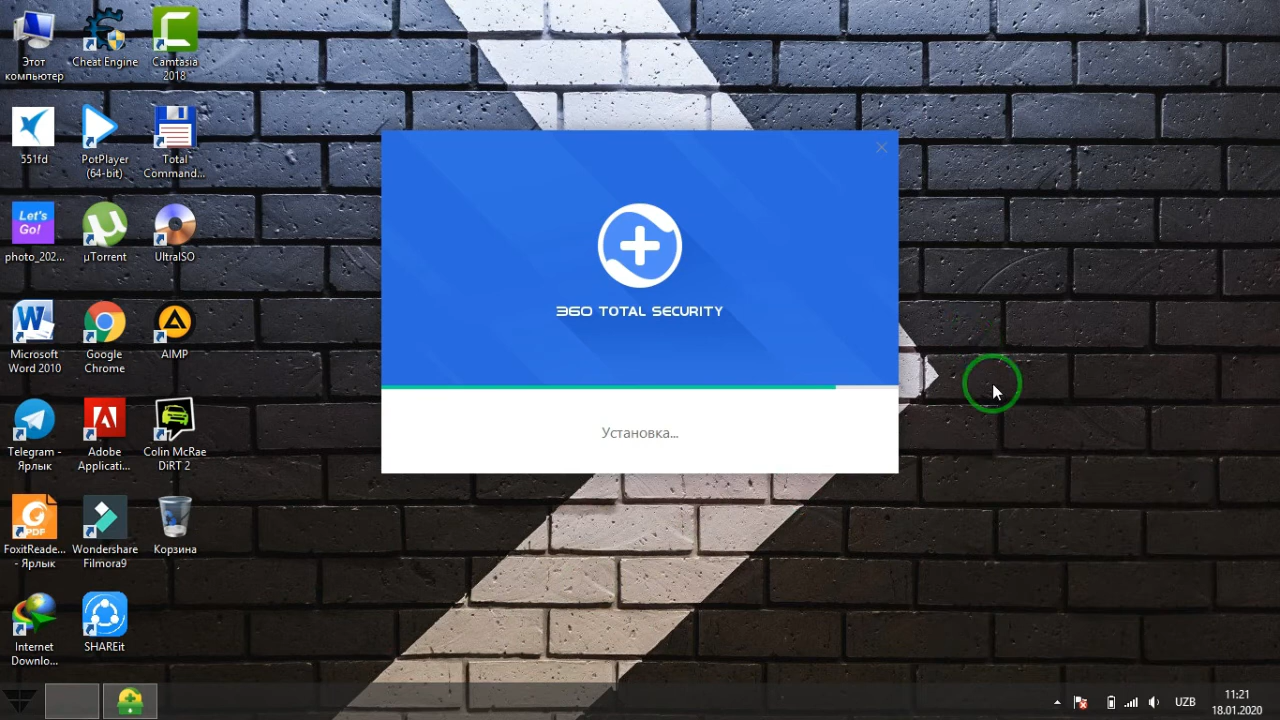 Этот
компьютер
Cheat Engine
Camtasia
2018
551fd
PotPlayer
(64-bit)
Total
Command...
Let's
Go!
photo_202...
µTorrent
UltraISO
Microsoft
Word 2010
Google
Chrome
AIMP
Telegram -
Ярлык
Adobe
Applicati...
Colin McRae
DiRT 2
PDF
FoxitReade...
- Ярлык
Wondershare
Filmora9
Корзина
Internet
Downlo...
SHAREit
360 TOTAL SECURITY
Установка...
UZB
11:21
18.01.2020